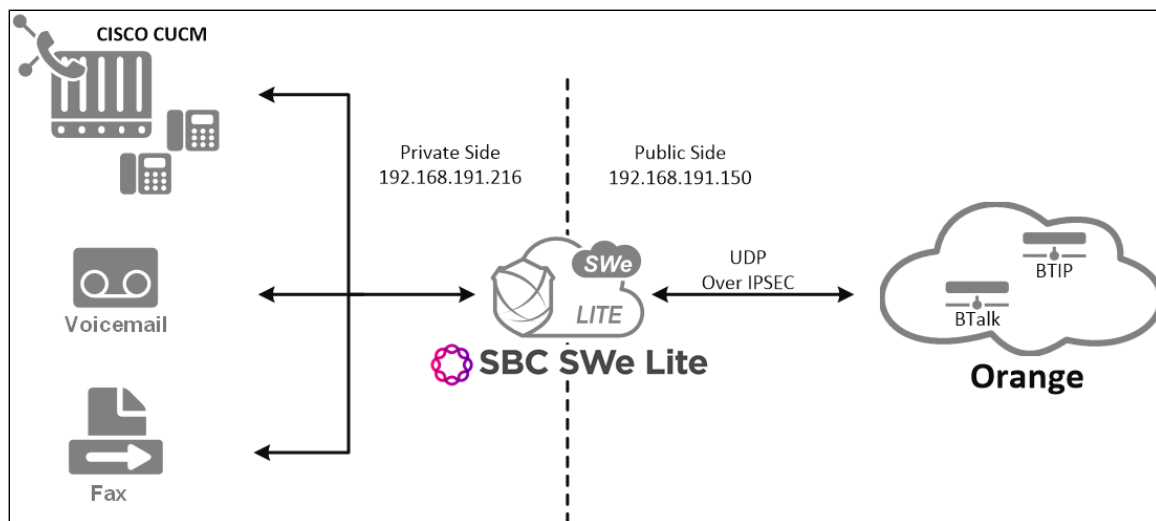 CISCO CUCM
Private Side
192.168.191.216
Public Side
192.168.191.150
Voicemail
Fax
SWe
LITE
SBC SWe Lite
UDP
Over IPSEC
BTIP
BTalk
Orange